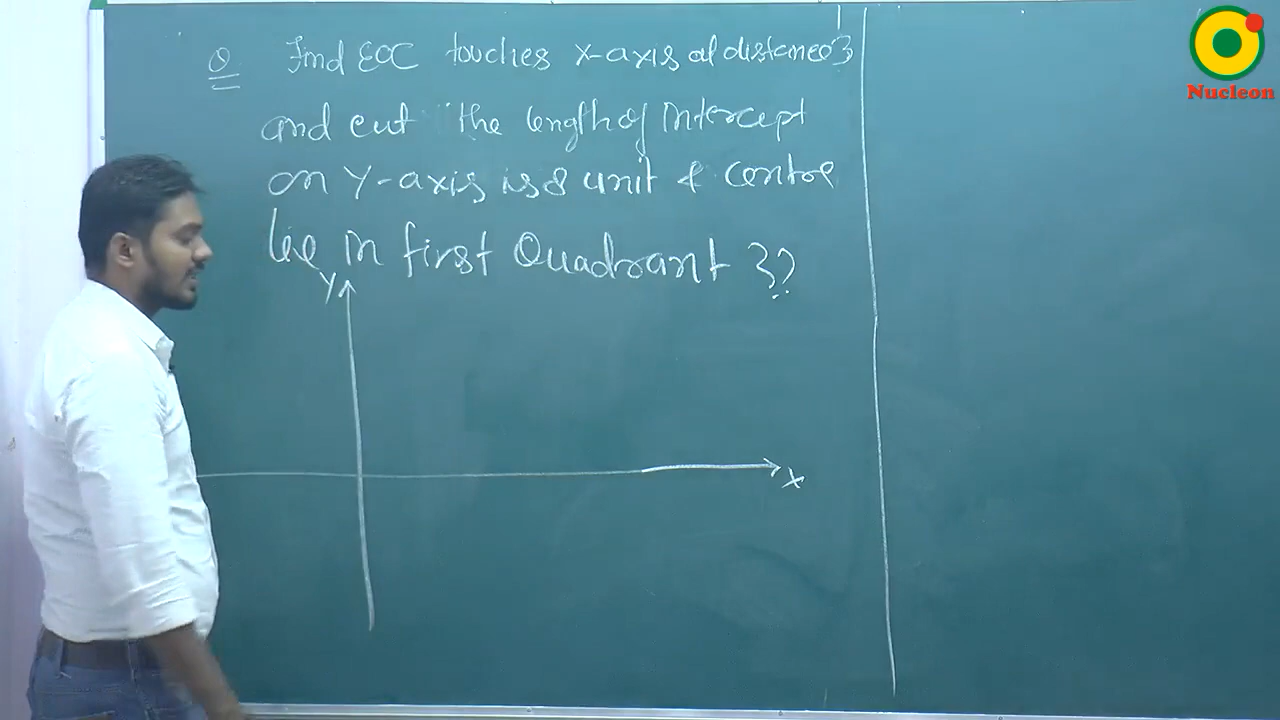 Q Find EOC touches x-axis at distance 3
and cut the length of intercept
on Y-axis is 8 unit & centre
lie in first Quadrant ??
Y
X
Nucleon